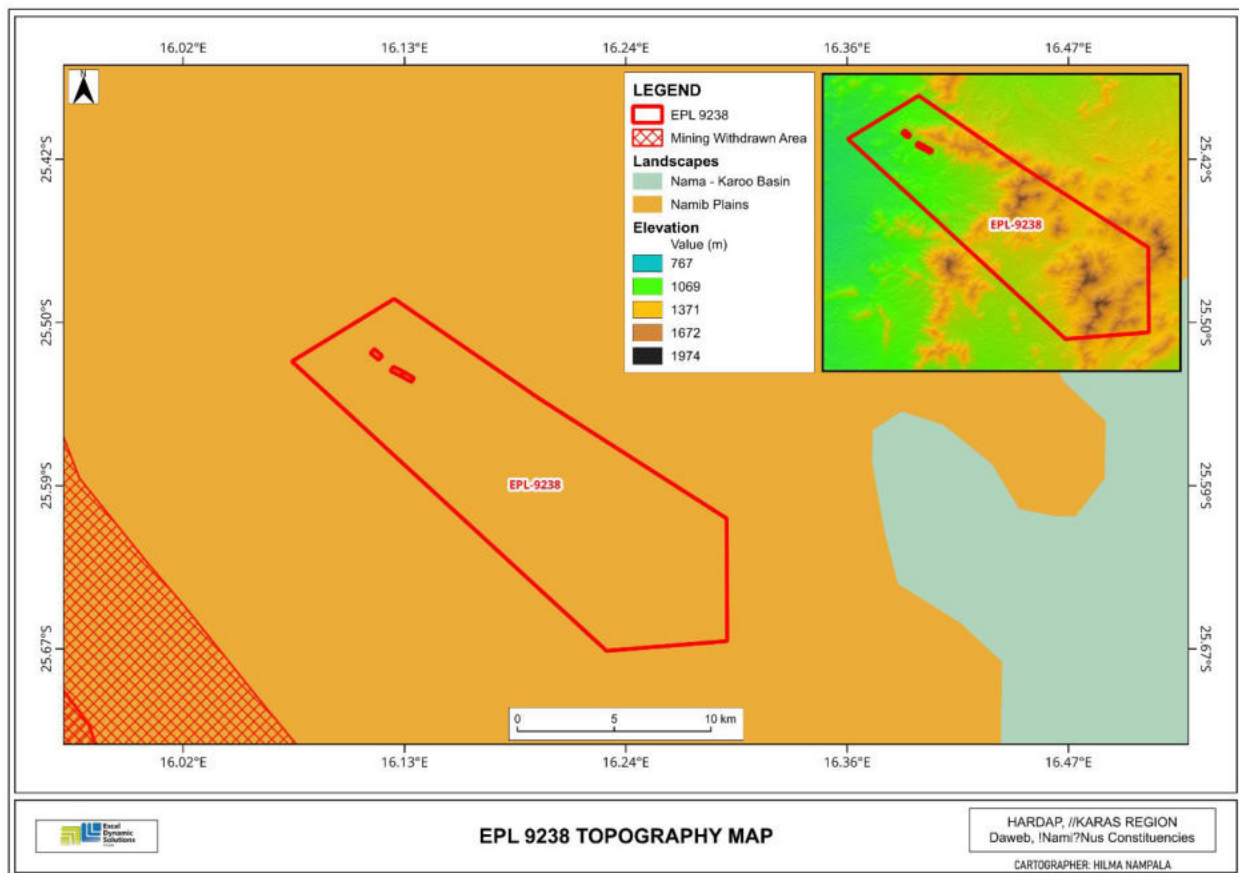 16.02°E 16.13°E 16.24°E 16.36°E 16.47°E
N
LEGEND
EPL 9238
Mining Withdrawn Area
Landscapes
Nama - Karoo Basin
Namib Plains
Elevation
Value (m)
767
1069
1371
1672
1974
EPL-9238
25.42°S 25.42°S
25.50°S 25.50°S
EPL-9238
25.59°S 25.59°S
25.67°S 25.67°S
0 5 10 km
16.02°E 16.13°E 16.24°E 16.36°E 16.47°E
Excel
Dynamic
Solutions
EPL 9238 TOPOGRAPHY MAP
HARDAP, //KARAS REGION
Daweb, !Nami?Nus Constituencies
CARTOGRAPHER: HILMA NAMPALA